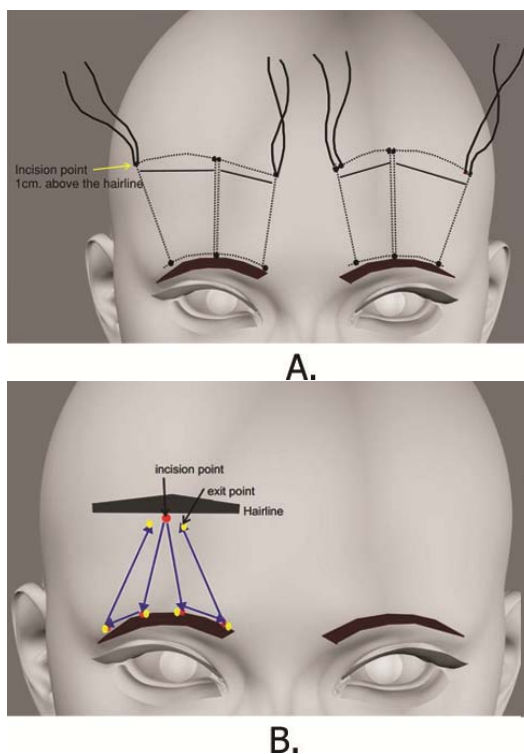 Incision point
1cm. above the hairline
A.
incision point
exit point
Hairline
B.